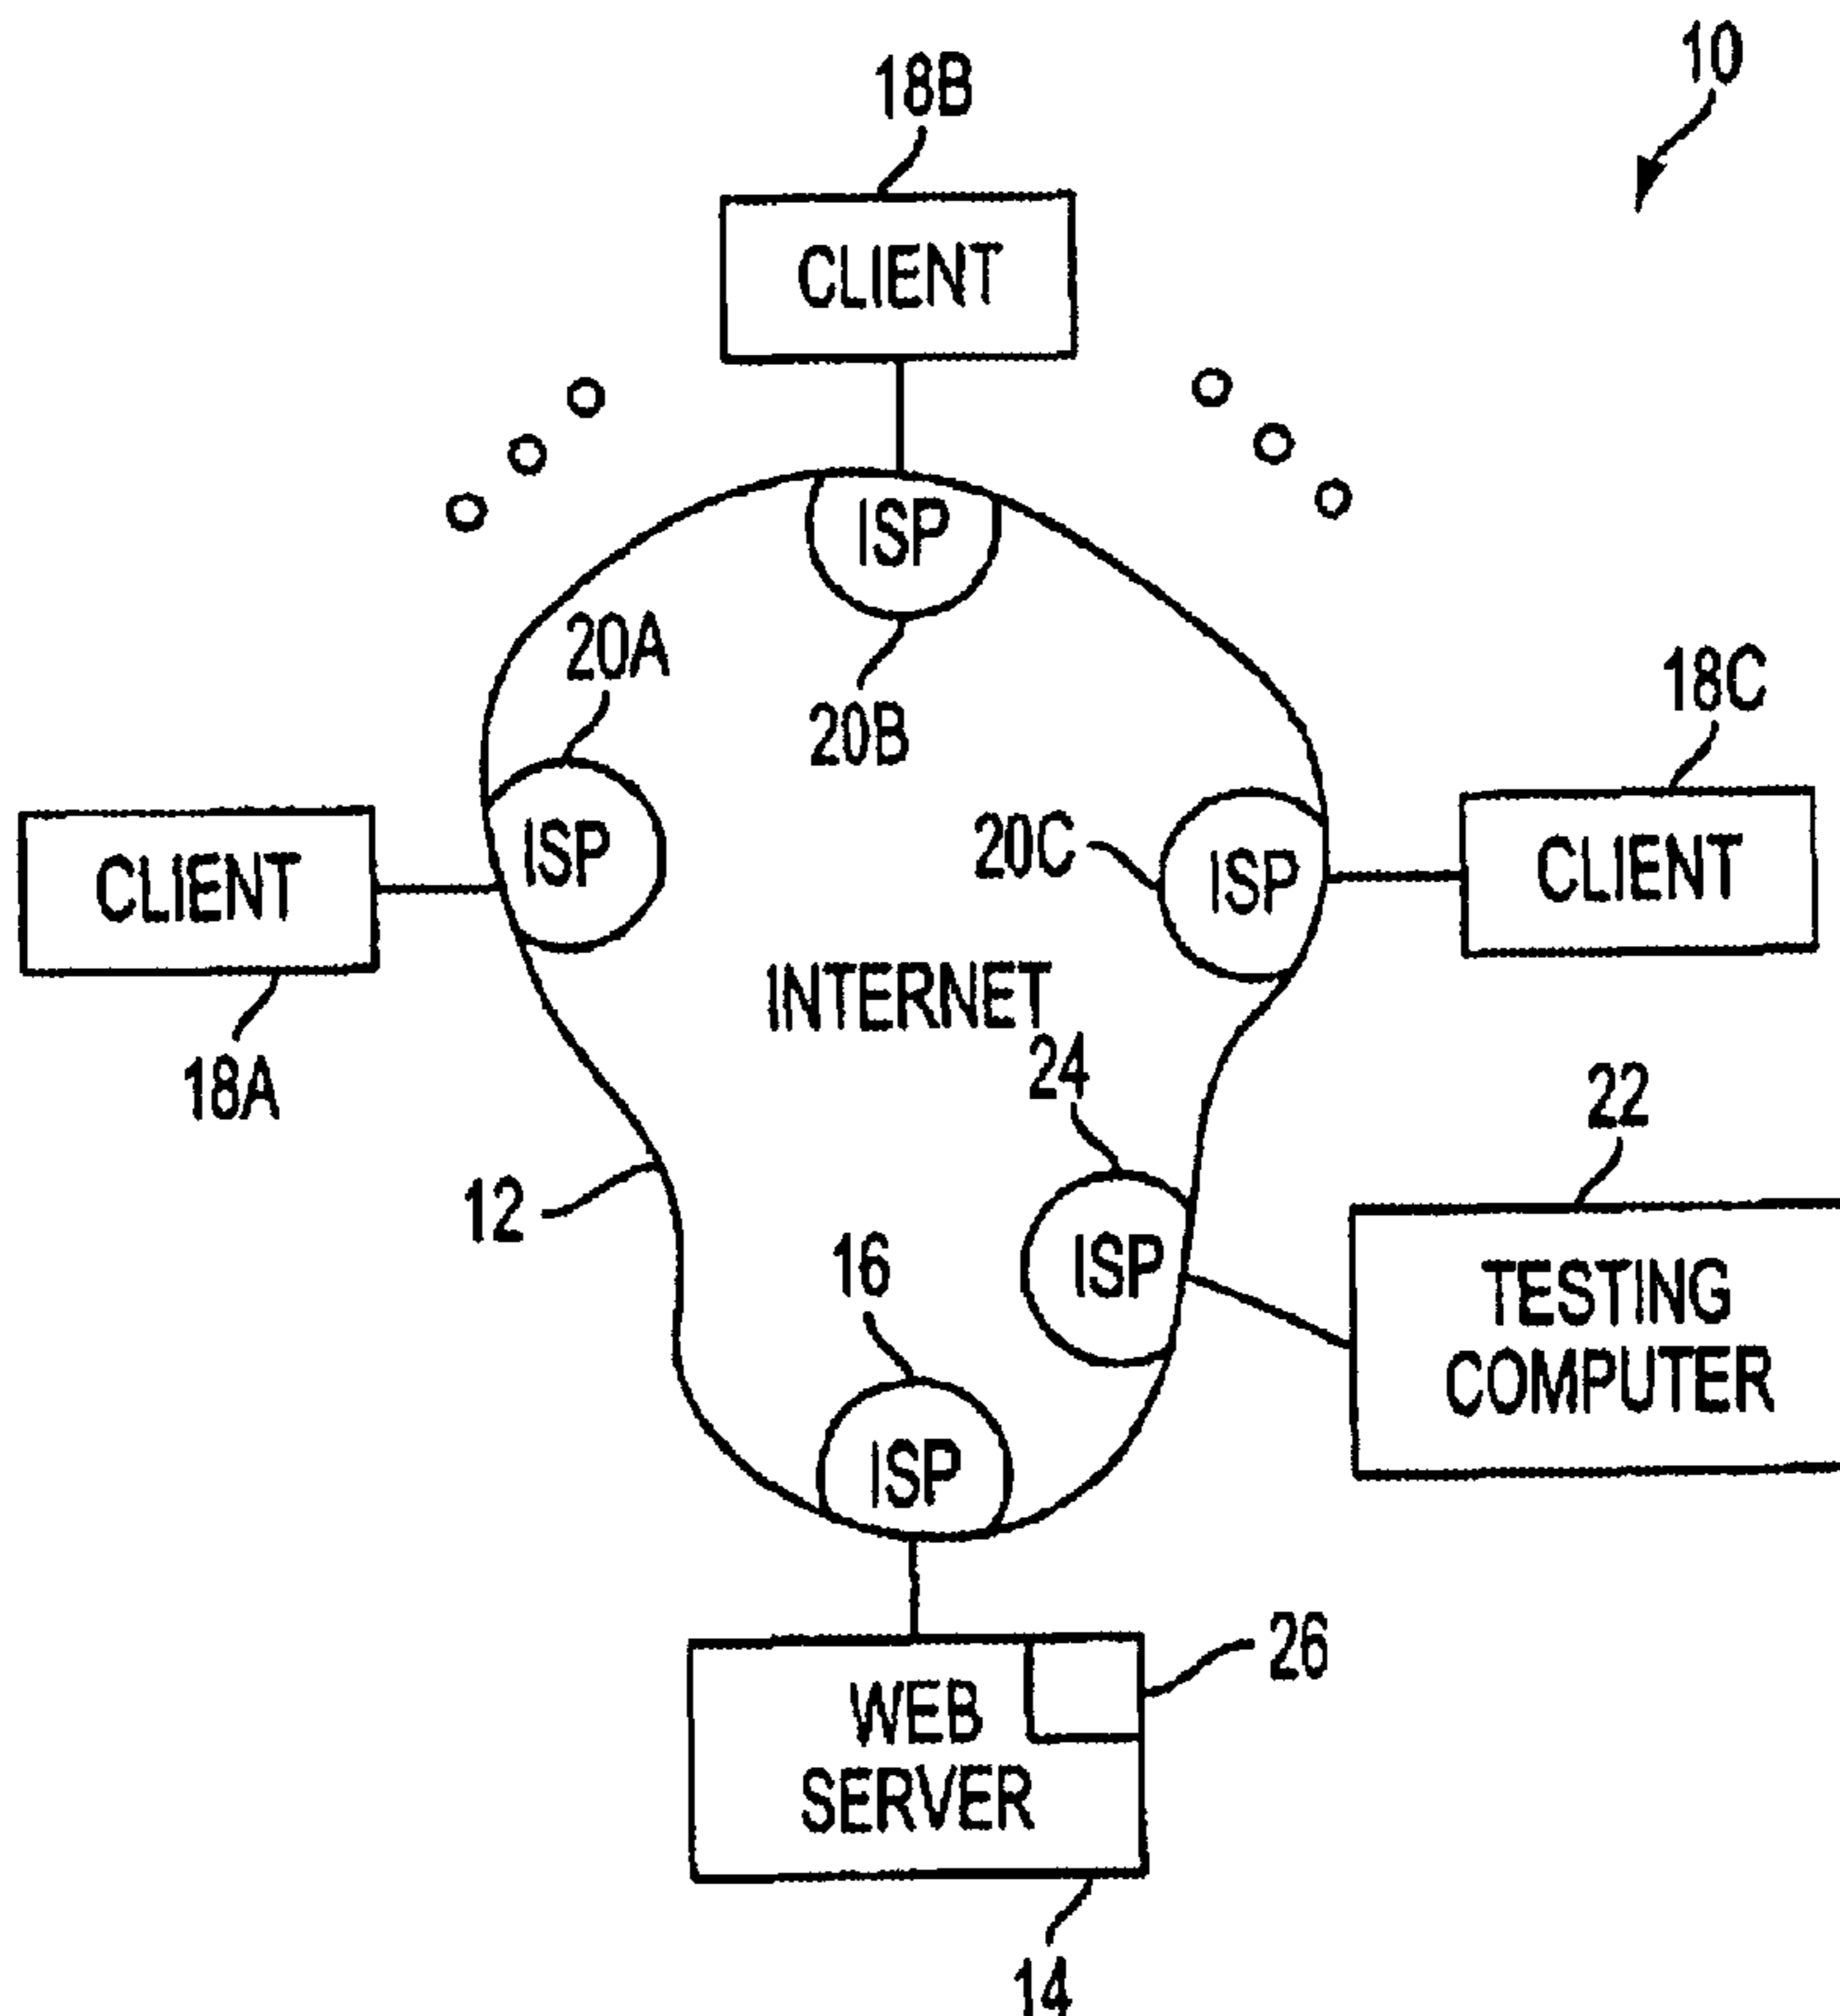 10
18B
CLIENT
ISP
20A
20B
18C
ISP
20C
ISP
CLIENT
CLIENT
INTERNET
18A
24
22
12
16
ISP
TESTING
COMPUTER
ISP
26
WEB
SERVER
14